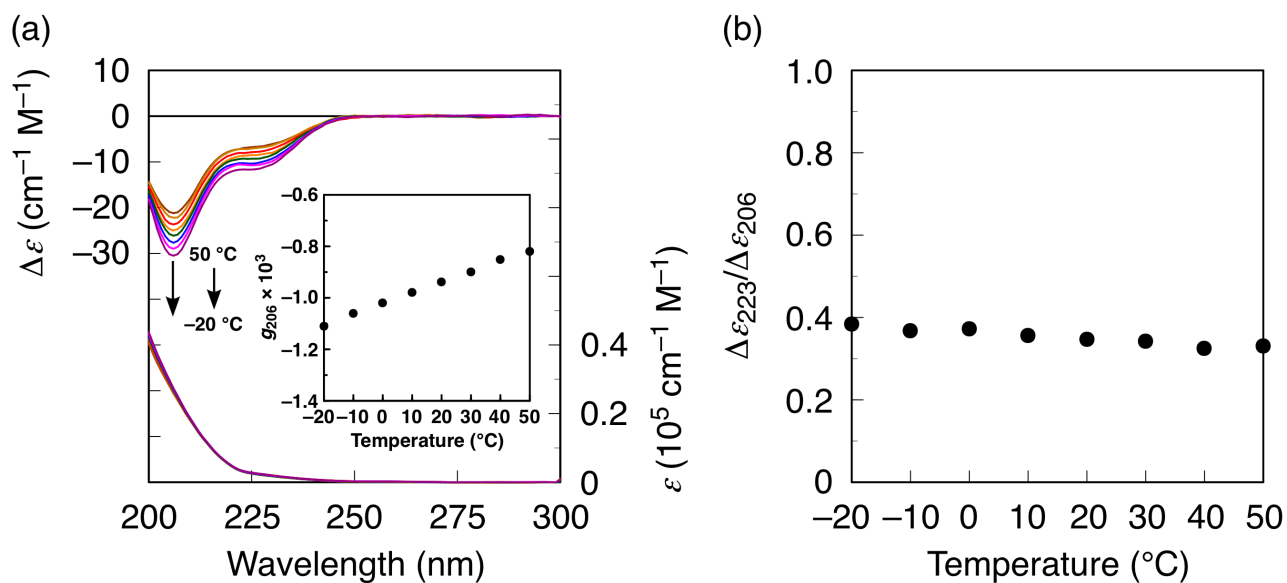 (a)
Δε (cm⁻¹ M⁻¹)
10
0
–10
–20
–30
50 °C
–20 °C
g₂₀₆ × 10³
–0.6
–0.8
–1.0
–1.2
–1.4
–20 –10 0 10 20 30 40 50
Temperature (°C)
0.4
0.2
0
ε (10⁵ cm⁻¹ M⁻¹)
200 225 250 275 300
Wavelength (nm)
(b)
Δε₂₂₃/Δε₂₀₆
1.0
0.8
0.6
0.4
0.2
0
–20 –10 0 10 20 30 40 50
Temperature (°C)